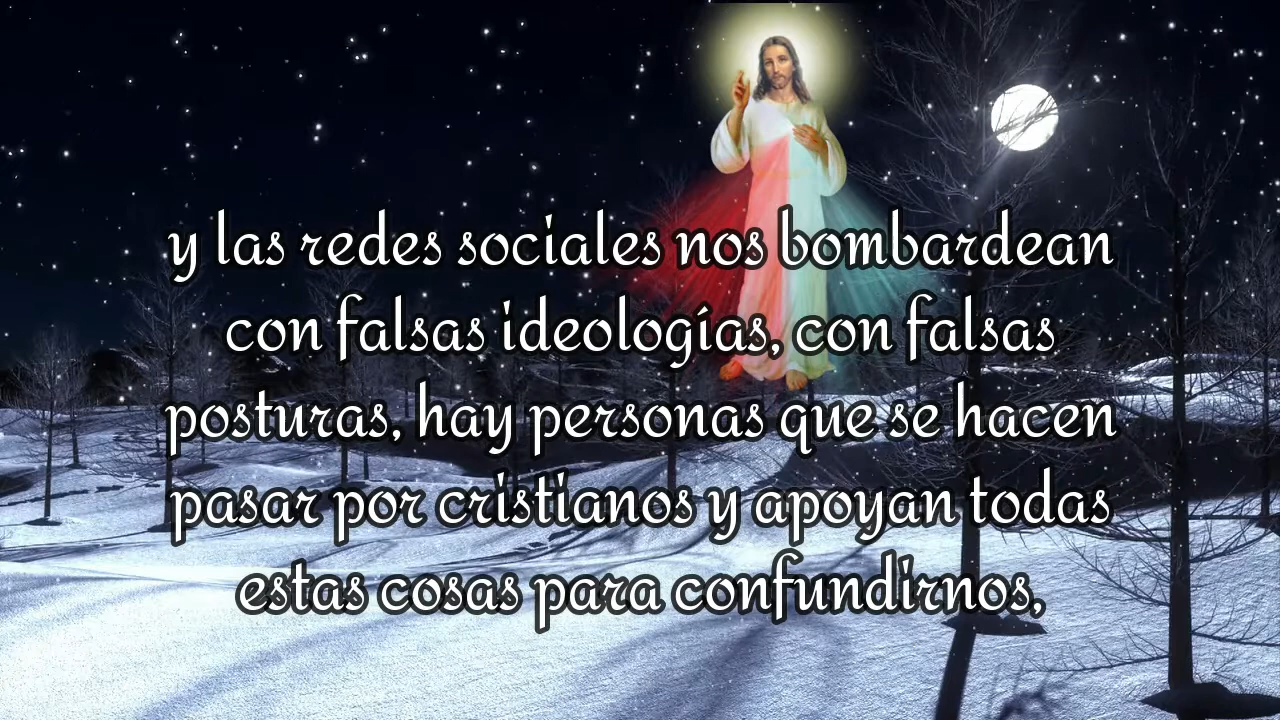 y las redes sociales nos bombardean
con falsas ideologías, con falsas
posturas, hay personas que se hacen
pasar por cristianos y apoyan todas
estas cosas para confundirnos,